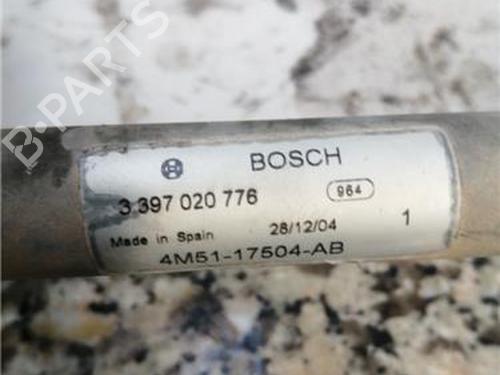 B-PARTS
BOSCH
3 397 020 776
964
Made in Spain
28/12/04
1
4M51-17504-AB